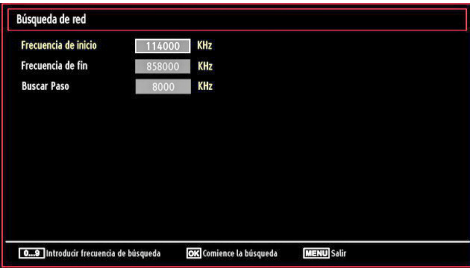 Búsqueda de red
Frecuencia de inicio 114000 KHz
Frecuencia de fin 858000 KHz
Buscar Paso 8000 KHz
0...9 Introducir frecuencia de búsqueda OK Comience la búsqueda MENU Salir